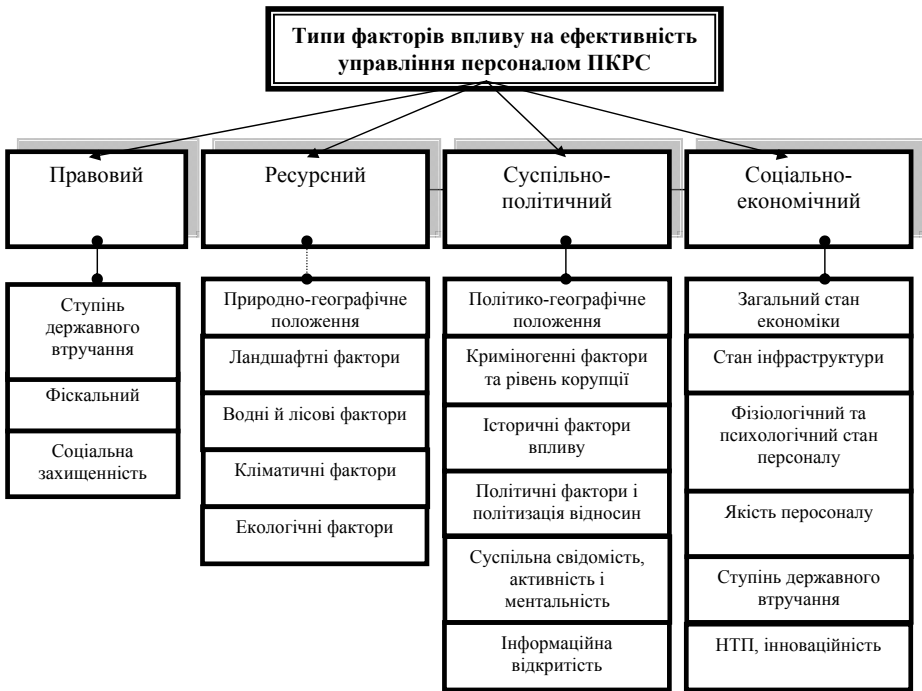 Типи факторів впливу на ефективність
управління персоналом ПКРС
Правовий
Ресурсний
Суспільно-
політичний
Соціально-
економічний
Ступінь
державного
втручання
Фіскальний
Соціальна
захищенність
Природно-географічне
положення
Ландшафтні фактори
Водні й лісові фактори
Кліматичні фактори
Екологічні фактори
Політико-географічне
положення
Криміногенні фактори
та рівень корупції
Історичні фактори
впливу
Політичні фактори і
політизація відносин
Суспільна свідомість,
активність і
ментальність
Інформаційна
відкритість
Загальний стан
економіки
Стан інфраструктури
Фізіологічний та
психологічний стан
персоналу
Якістьперосоналу
Ступінь державного
втручання
НТП, інноваційність